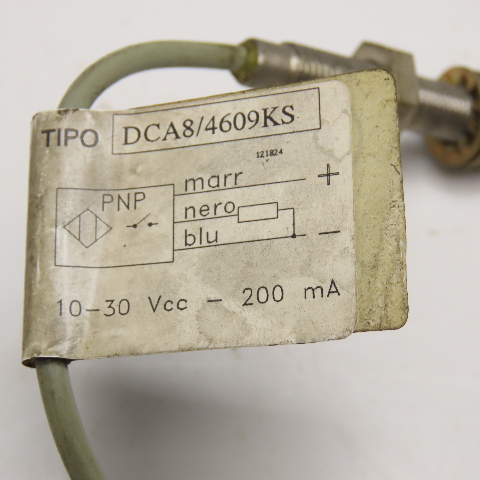 TIPO DCA8/4609KS
121824
PNP marr +
nero
blu -
10-30 Vcc - 200 mA